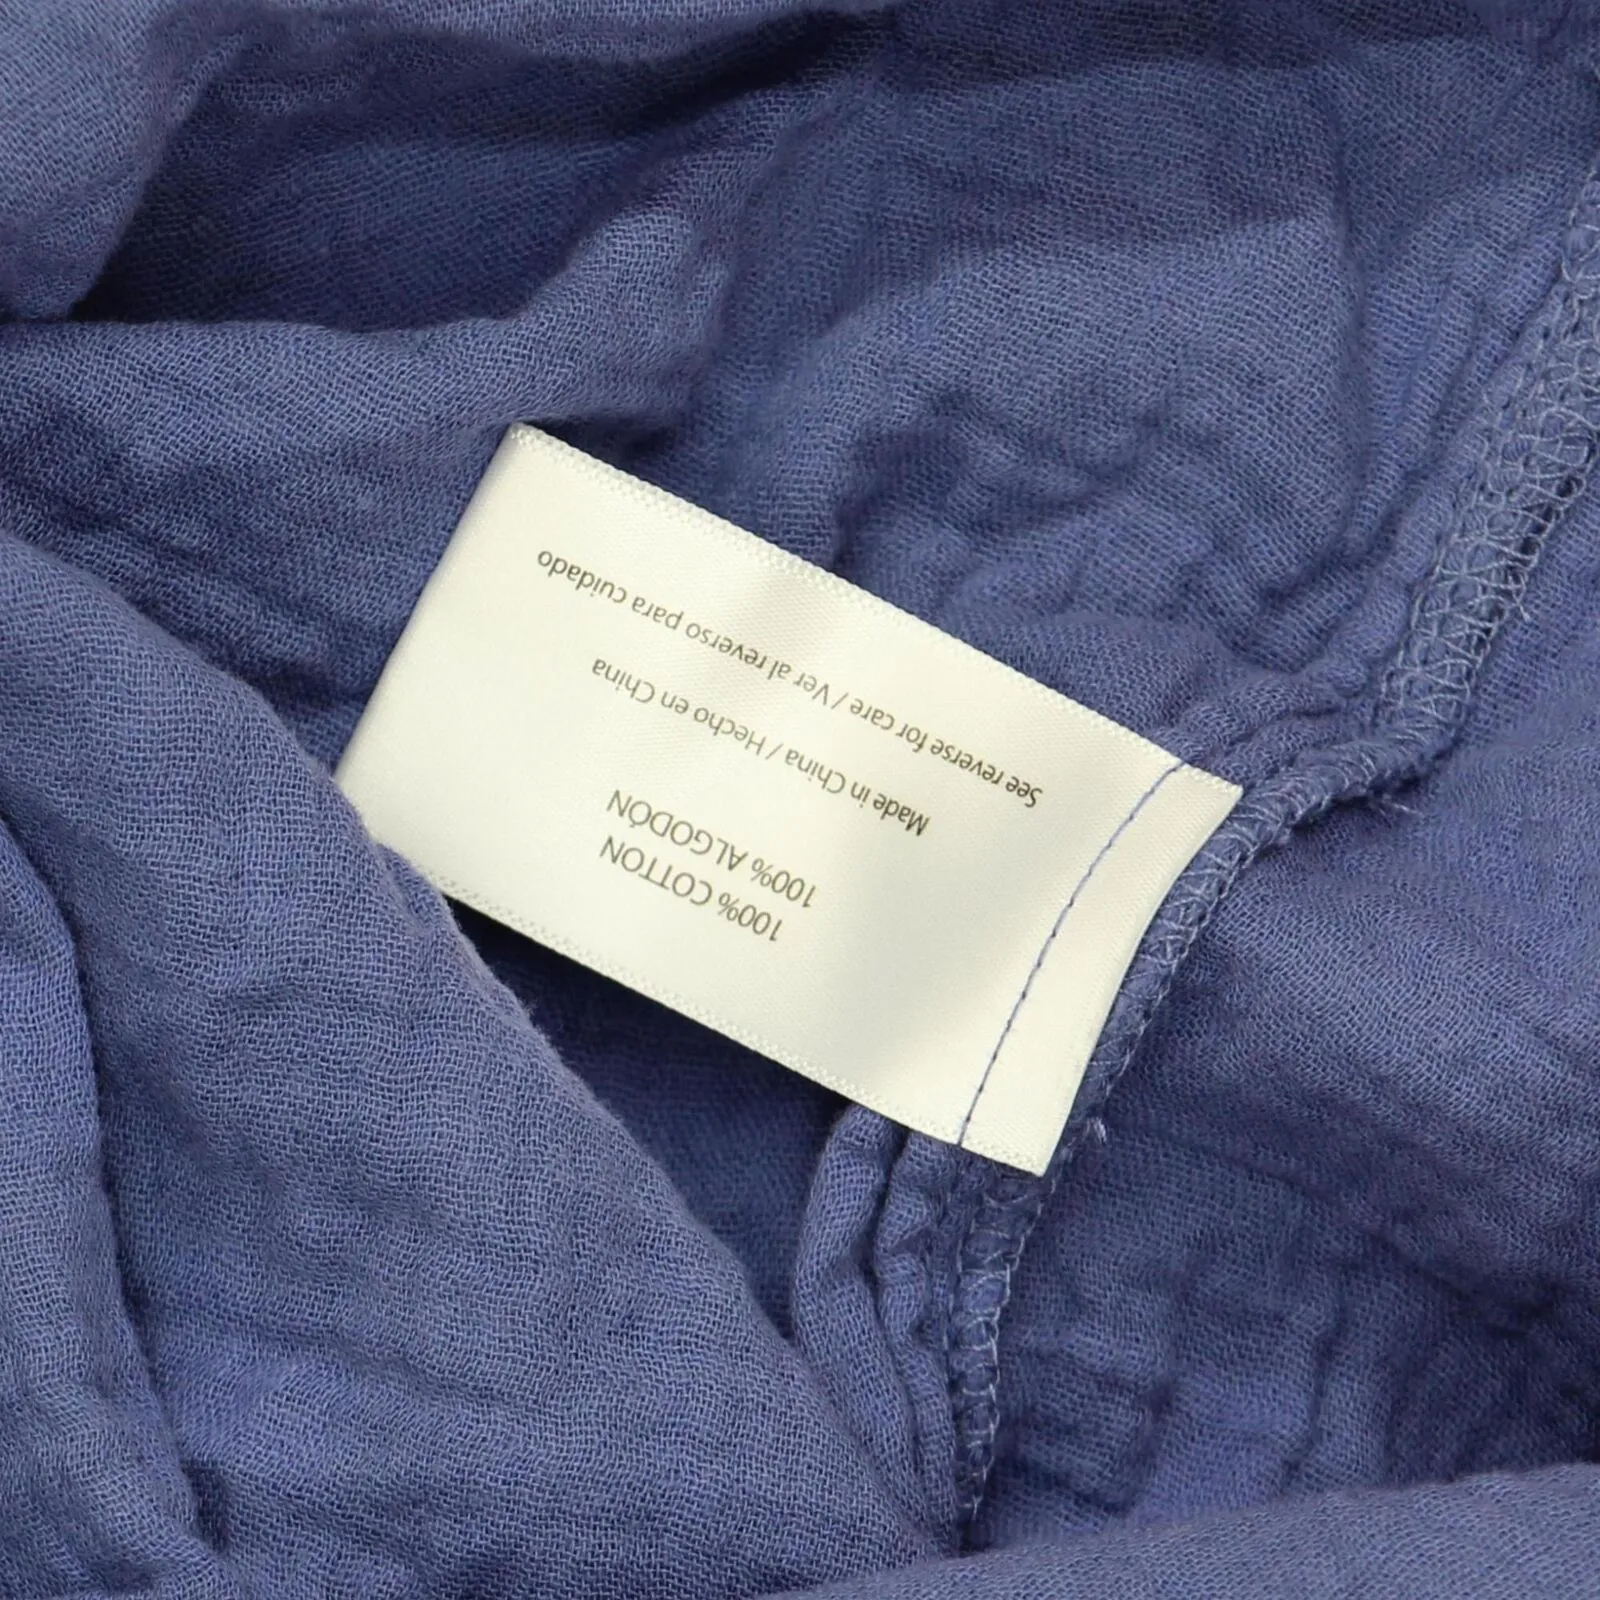 100% COTTON
100% ALGODÓN
Made in China / Hecho en China
See reverse for care / Ver al reverso para cuidado